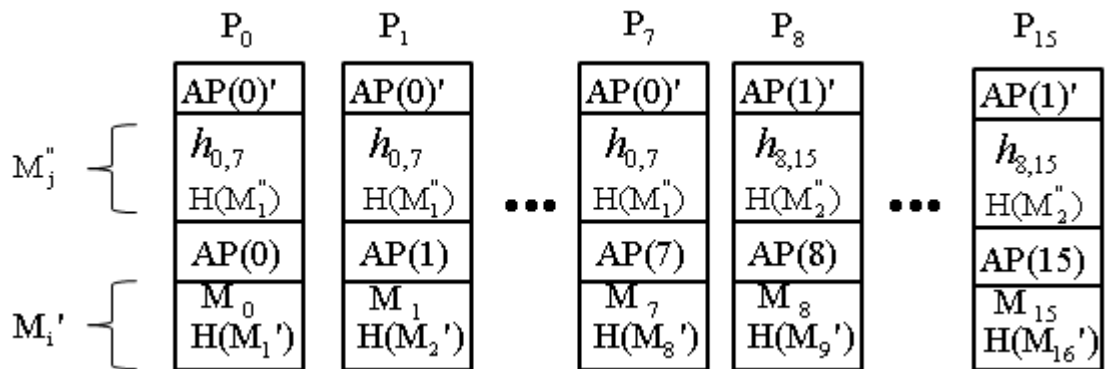 P₀ P₁ P₇ P₈ P₁₅
AP(0)' AP(0)' AP(0)' AP(1)' AP(1)'
M"ⱼ h₀,₇ h₀,₇ h₀,₇ h₈,₁₅ h₈,₁₅
H(M"₁) H(M"₁) ••• H(M"₁) H(M"₂) ••• H(M"₂)
AP(0) AP(1) AP(7) AP(8) AP(15)
Mᵢ' M₀ M₁ M₇ M₈ M₁₅
H(M₁') H(M₂') H(M₈') H(M₉') H(M₁₆')